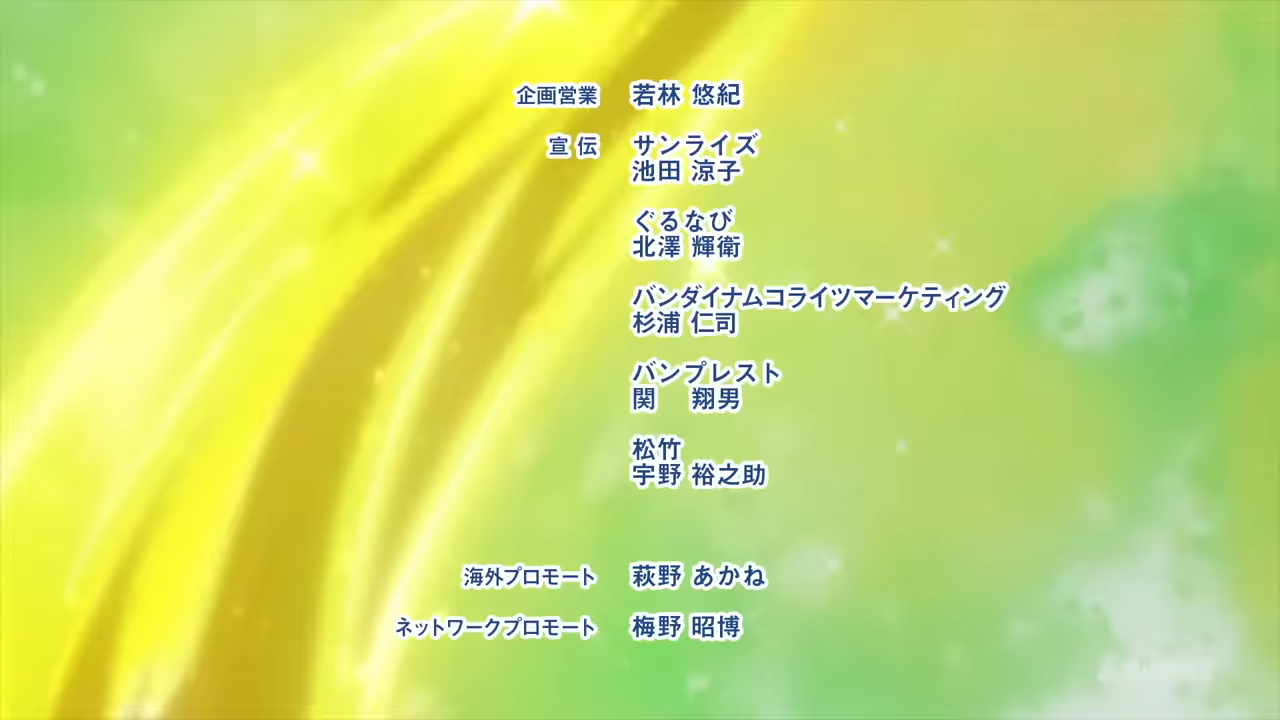 企画営業 若林 悠紀
宣伝 サンライズ
池田 涼子
ぐるなび
北澤 輝衛
バンダイナムコライツマーケティング
杉浦 仁司
バンプレスト
関 翔男
松竹
宇野 裕之助
海外プロモート 萩野 あかね
ネットワークプロモート 梅野 昭博